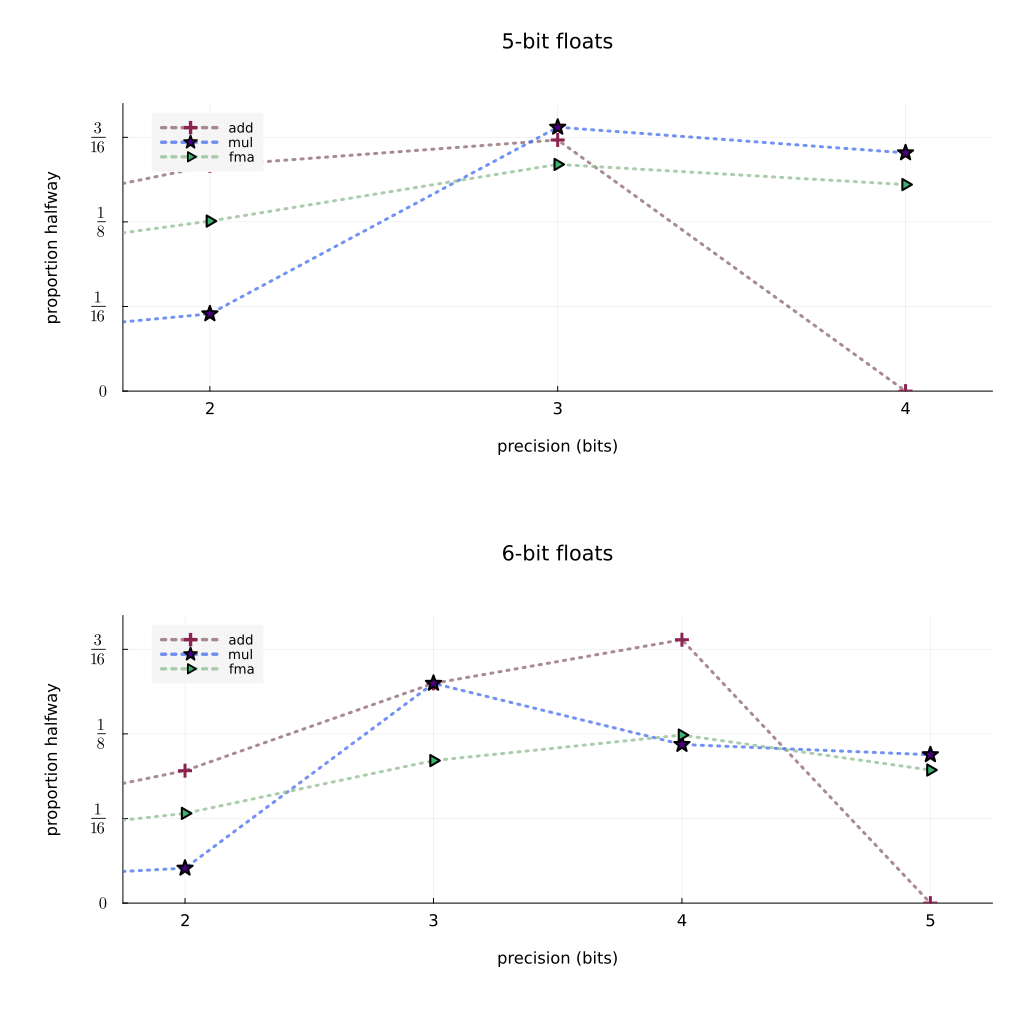 5-bit floats
add
mul
fma
3/16
1/8
1/16
0
proportion halfway
2 3 4
precision (bits)
6-bit floats
add
mul
fma
3/16
1/8
1/16
0
proportion halfway
2 3 4 5
precision (bits)